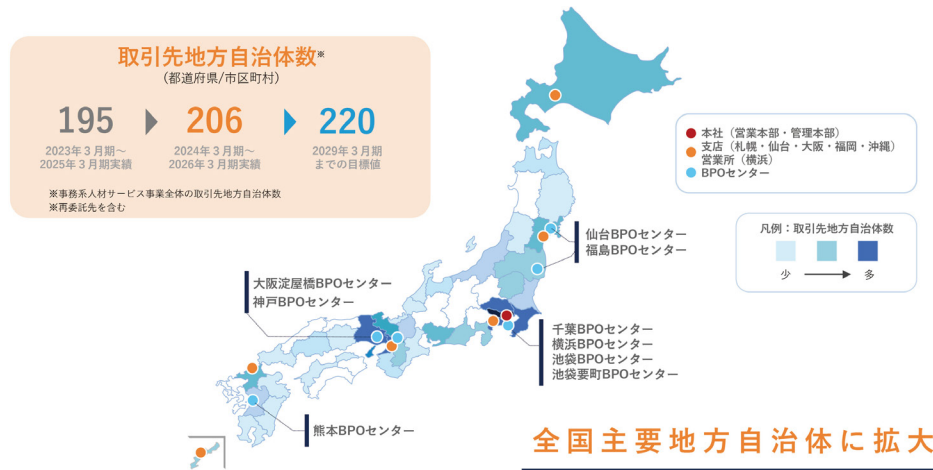 取引先地方自治体数※
（都道府県/市区町村）
195
206
220
2023年３月期～
2025年３月期実績
2024年３月期～
2026年３月期実績
2029年３月期
までの目標値
※事務系人材サービス事業全体の取引先地方自治体数
※再委託先を含む
本社（営業本部・管理本部）
支店（札幌・仙台・大阪・福岡・沖縄）
営業所（横浜）
BPOセンター
凡例：取引先地方自治体数
少
多
仙台BPOセンター
福島BPOセンター
大阪淀屋橋BPOセンター
神戸BPOセンター
千葉BPOセンター
横浜BPOセンター
池袋BPOセンター
池袋要町BPOセンター
熊本BPOセンター
全国主要地方自治体に拡大